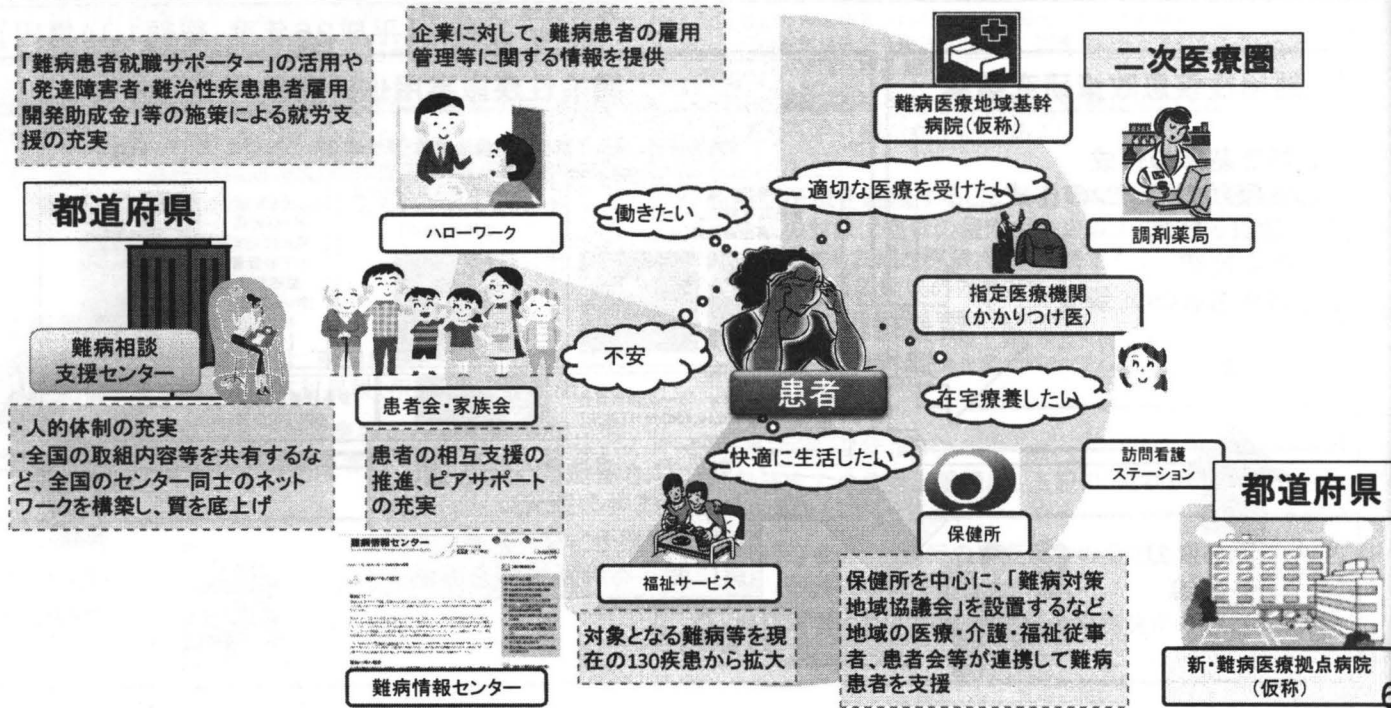 「難病患者就職サポーター」の活用や
「発達障害者・難治性疾患患者雇用
開発助成金」等の施策による就労支
援の充実
企業に対して、難病患者の雇用
管理等に関する情報を提供
難病医療地域基幹
病院(仮称)
二次医療圏
都道府県
ハローワーク
働きたい
適切な医療を受けたい
調剤薬局
指定医療機関
(かかりつけ医)
難病相談
支援センター
患者会・家族会
不安
患者
在宅療養したい
快適に生活したい
訪問看護
ステーション
・人的体制の充実
・全国の取組内容等を共有するな
ど、全国のセンター同士のネット
ワークを構築し、質を底上げ
患者の相互支援の
推進、ピアサポート
の充実
難病情報センター
難病情報センター
福祉サービス
対象となる難病等を現
在の130疾患から拡大
保健所
保健所を中心に、「難病対策
地域協議会」を設置するなど、
地域の医療・介護・福祉従事
者、患者会等が連携して難病
患者を支援
都道府県
新・難病医療拠点病院
(仮称)
6